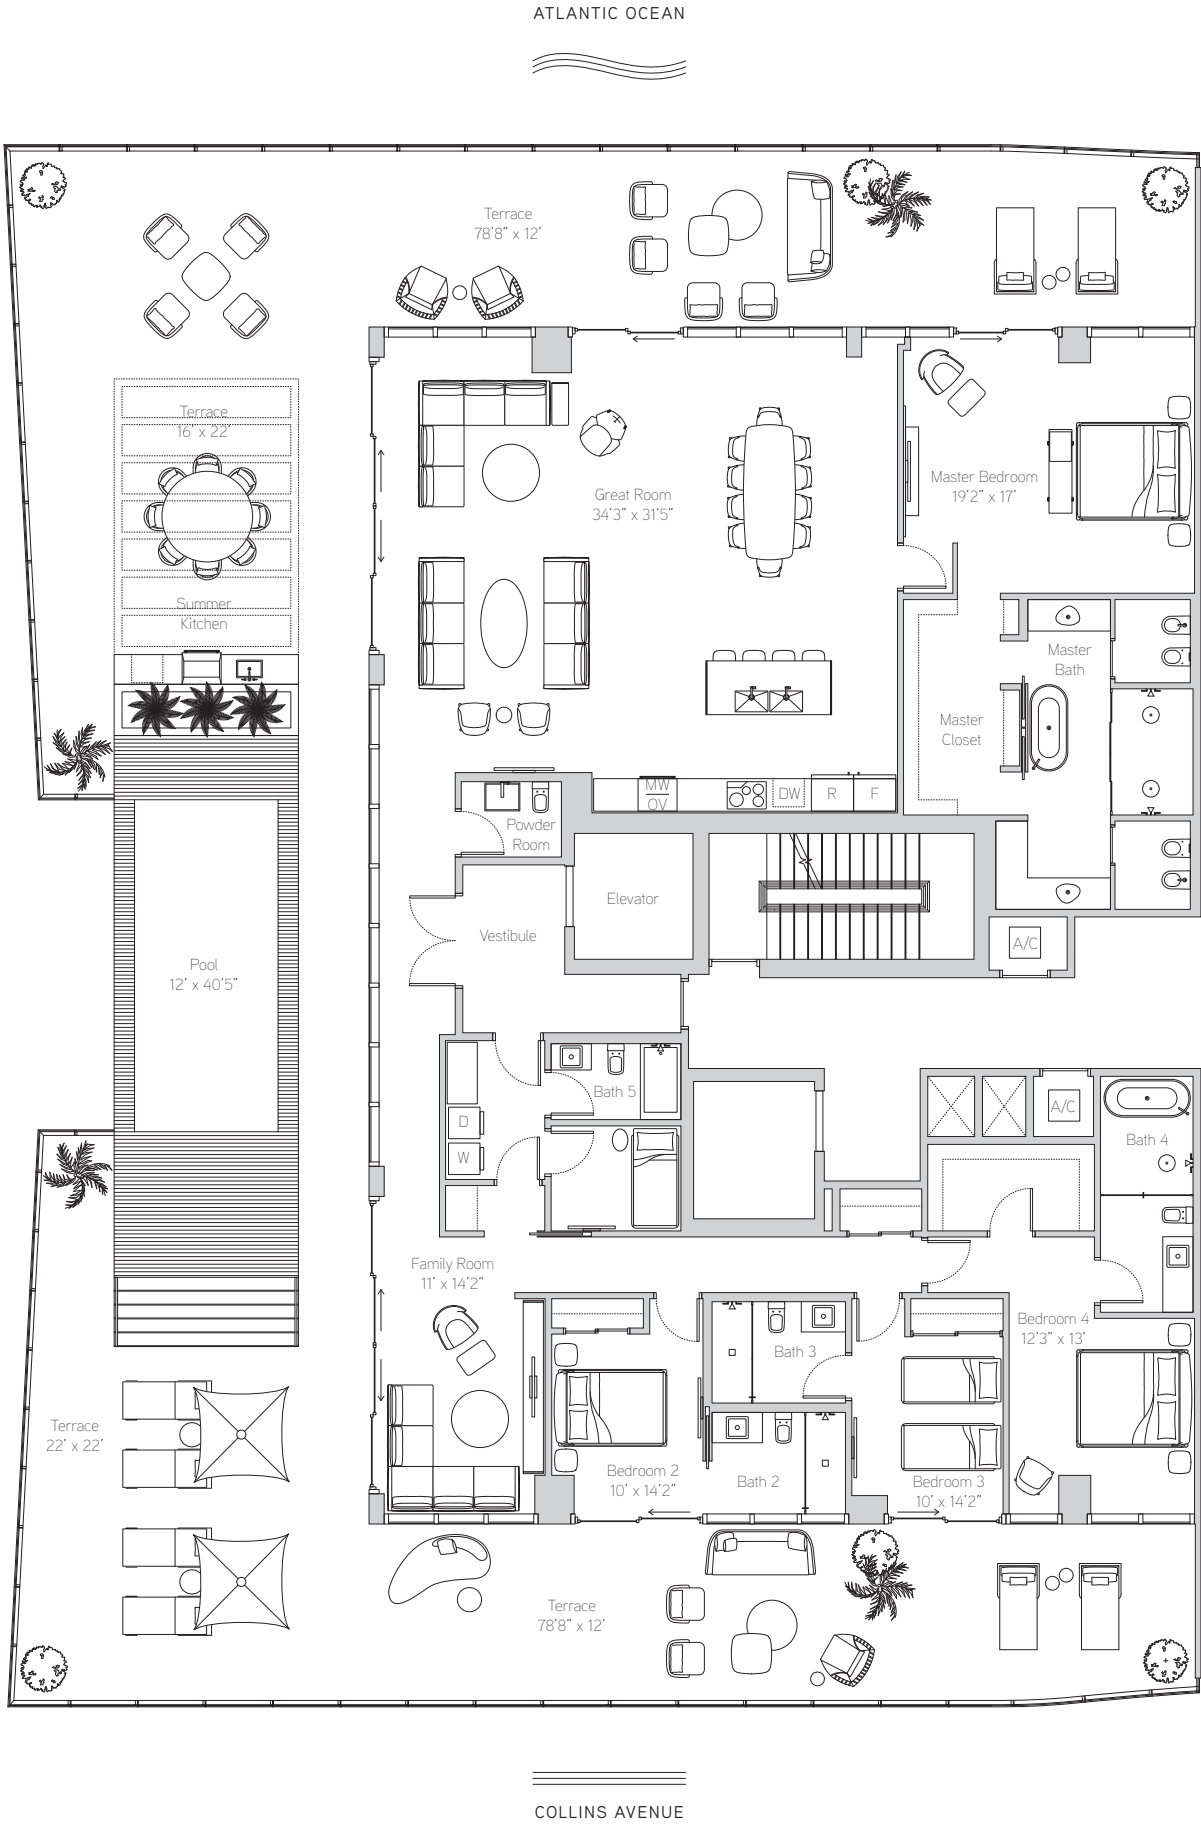 ATLANTIC OCEAN
Terrace
78'8" x 12'
Terrace
16' x 22'
Great Room
34'3" x 31'5"
Master Bedroom
19'2" x 17'
Summer
Kitchen
Master
Bath
Master
Closet
MW
OV
DW
R
F
Powder
Room
Elevator
Vestibule
A/C
Pool
12' x 40'5"
Bath 5
D
W
A/C
Bath 4
Family Room
11' x 14'2"
Bedroom 4
12'3" x 13'
Bath 3
Terrace
22' x 22'
Bedroom 2
10' x 14'2"
Bath 2
Bedroom 3
10' x 14'2"
Terrace
78'8" x 12'
COLLINS AVENUE